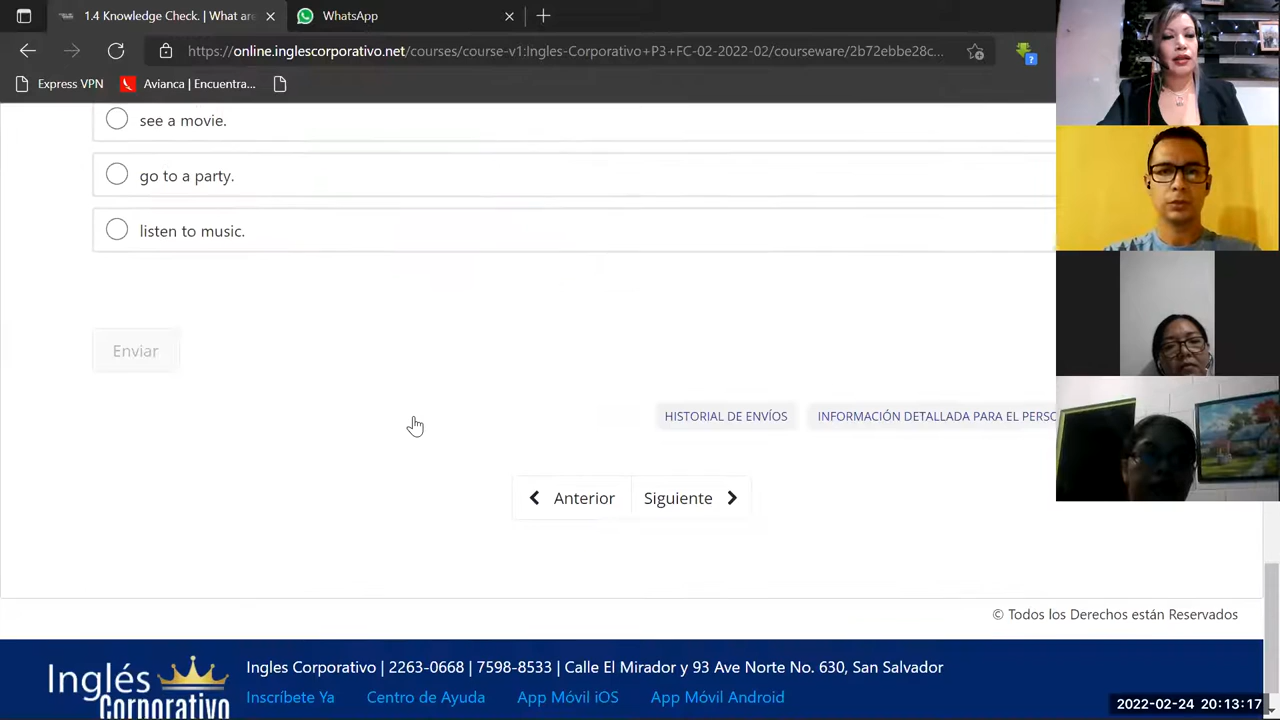 1.4 Knowledge Check. | What are
WhatsApp
https://online.inglescorporativo.net/courses/course-v1:Ingles-Corporativo+P3+FC-02-2022-02/courseware/2b72ebbe
Express VPN
Avianca | Encuentra...
see a movie.
go to a party.
listen to music.
Enviar
HISTORIAL DE ENVÍOS
INFORMACIÓN DETALLADA PARA EL PERSO
Anterior
Siguiente
© Todos los Derechos están Reservados
Inglés Corporativo
Ingles Corporativo | 2263-0668 | 7598-8533 | Calle El Mirador y 93 Ave Norte No. 630, San Salvador
Inscríbete Ya
Centro de Ayuda
App Móvil iOS
App Móvil Android
2022-02-24 20:13:17